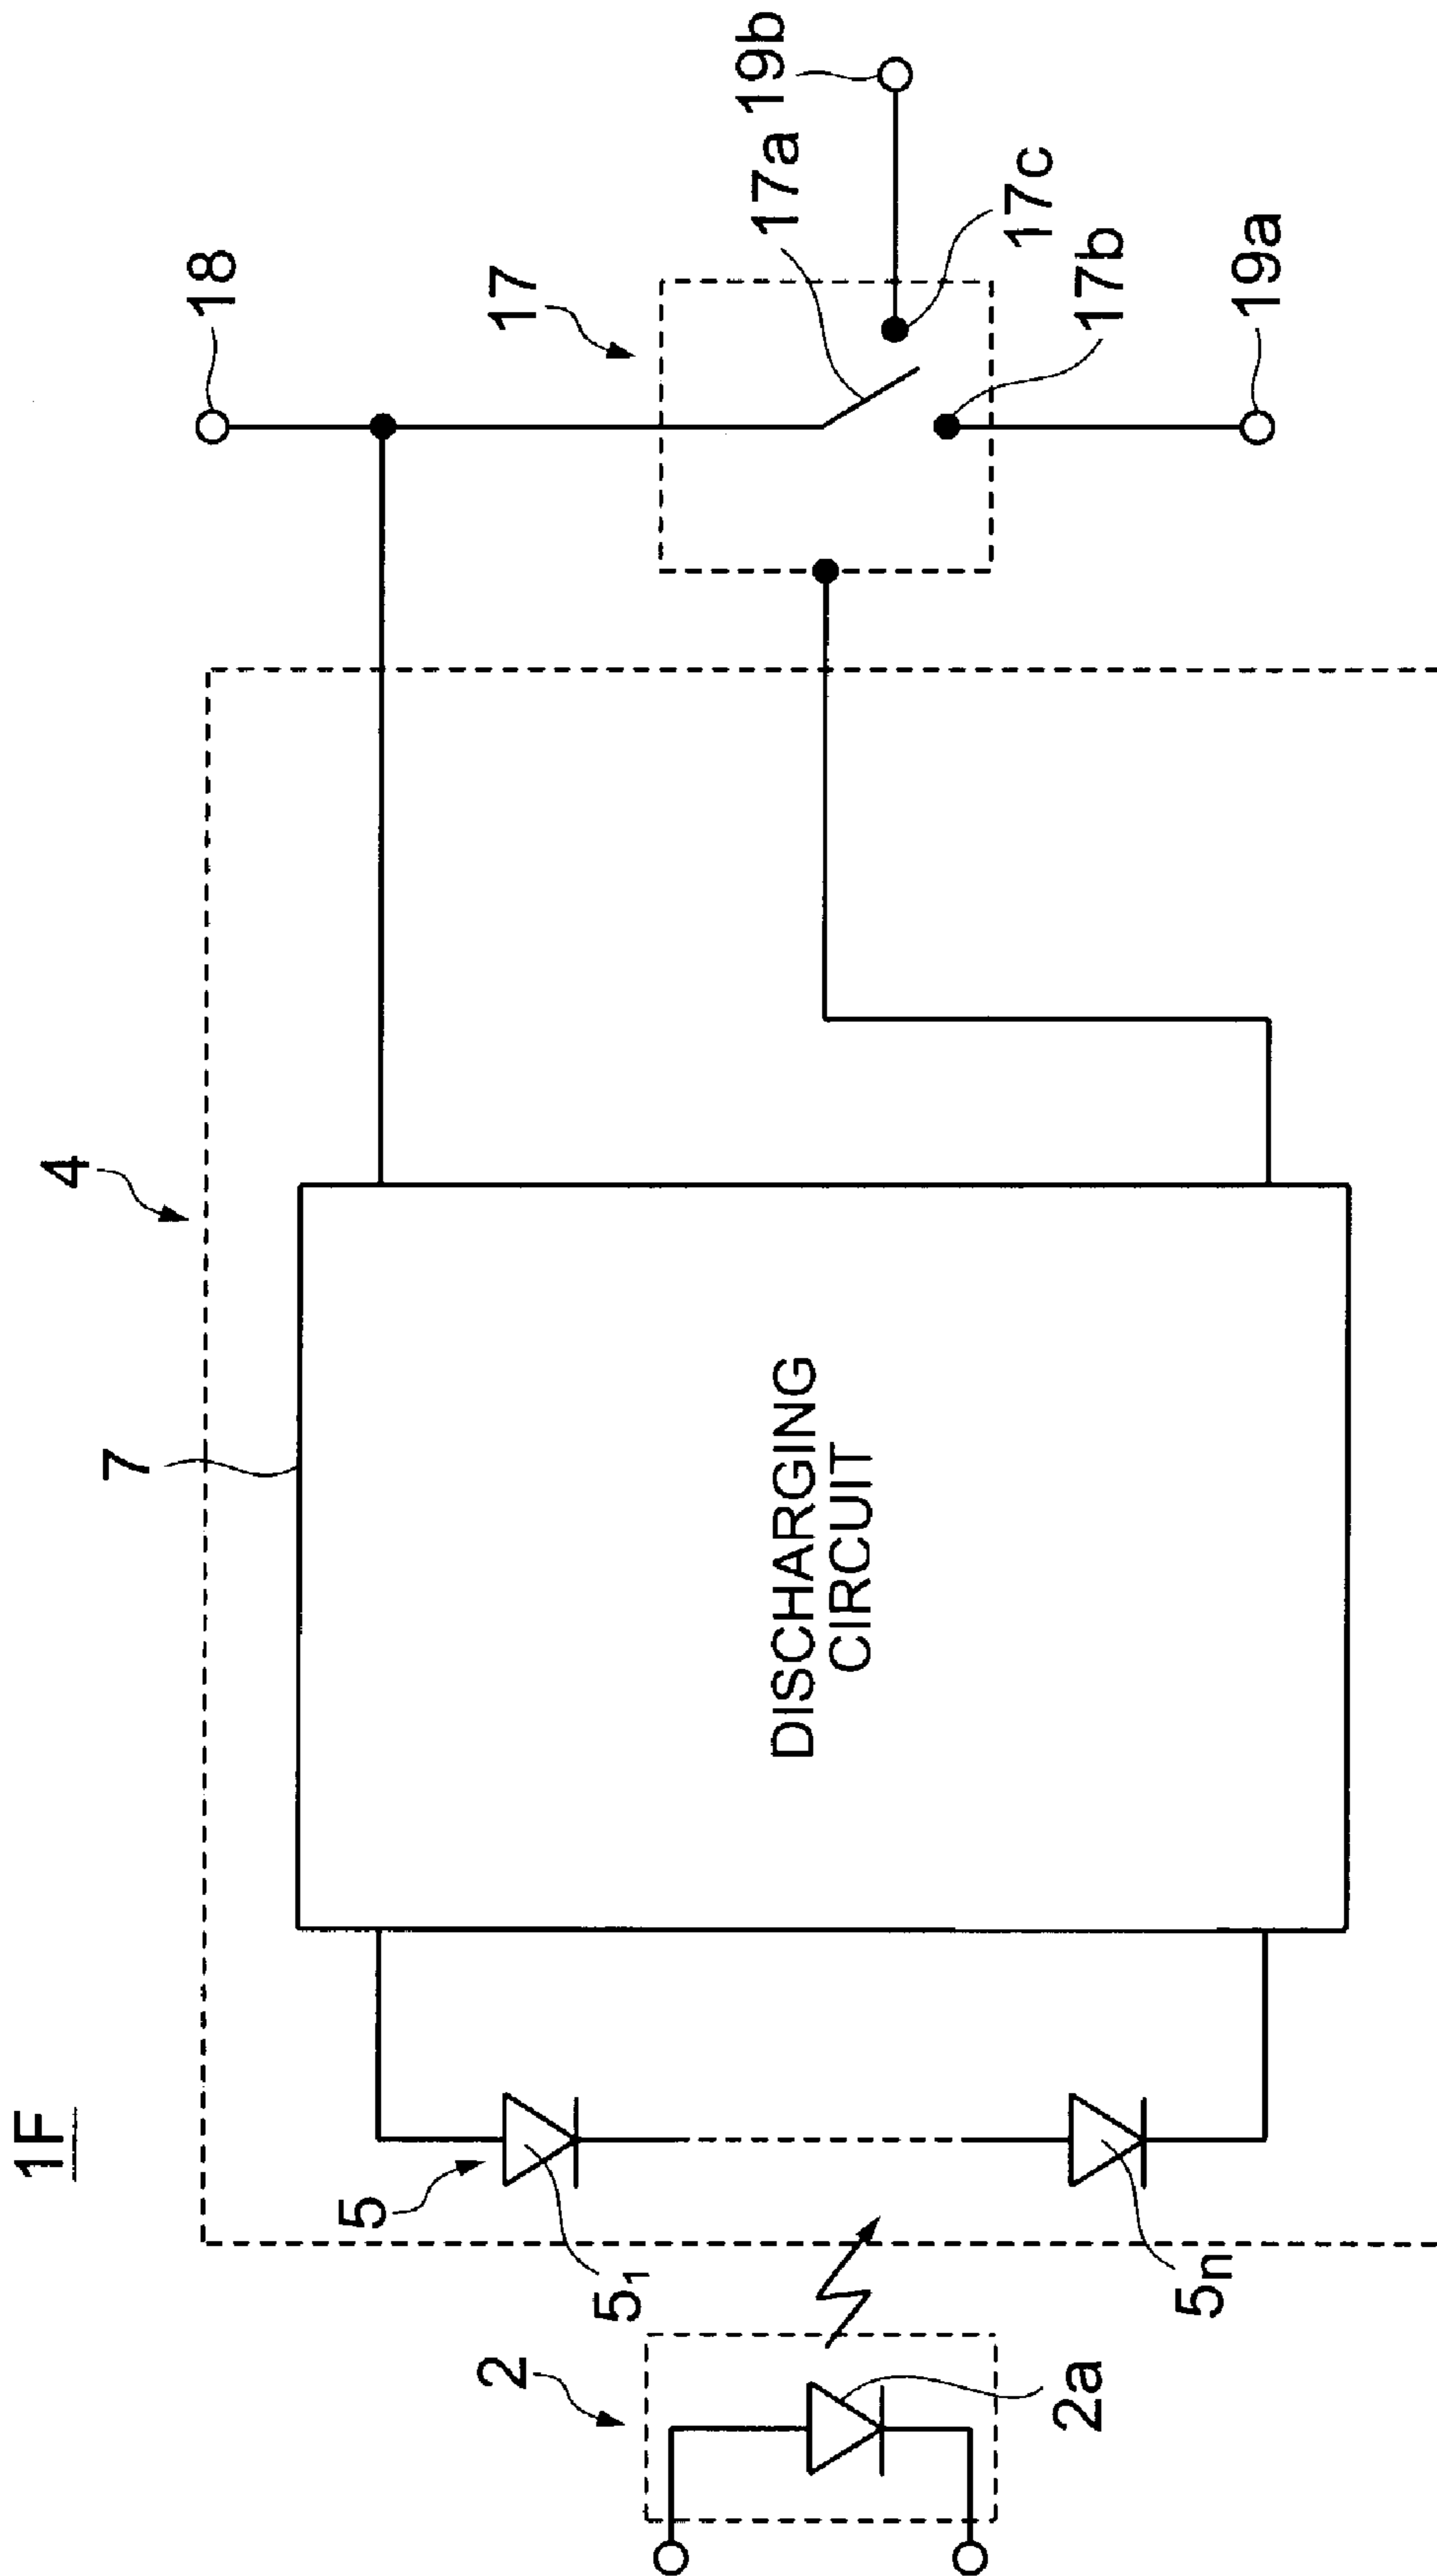 1F
4
7
18
17
19b
17a
17c
17b
19a
5
5₁
5n
2
2a
DISCHARGING
CIRCUIT